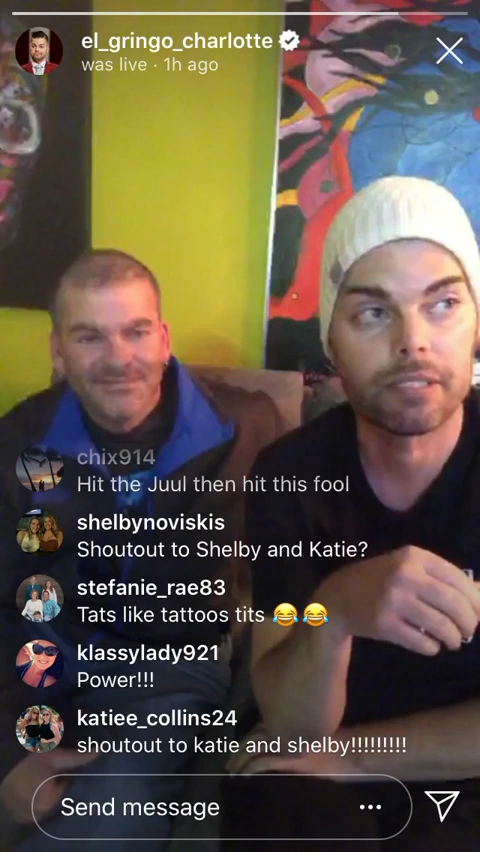 el_gringo_charlotte
was live · 1h ago
chix914
Hit the Juul then hit this fool
shelbynoviskis
Shoutout to Shelby and Katie?
stefanie_rae83
Tats like tattoos tits 😂😂
klassylady921
Power!!!
katiee_collins24
shoutout to katie and shelby!!!!!!!!!
Send message